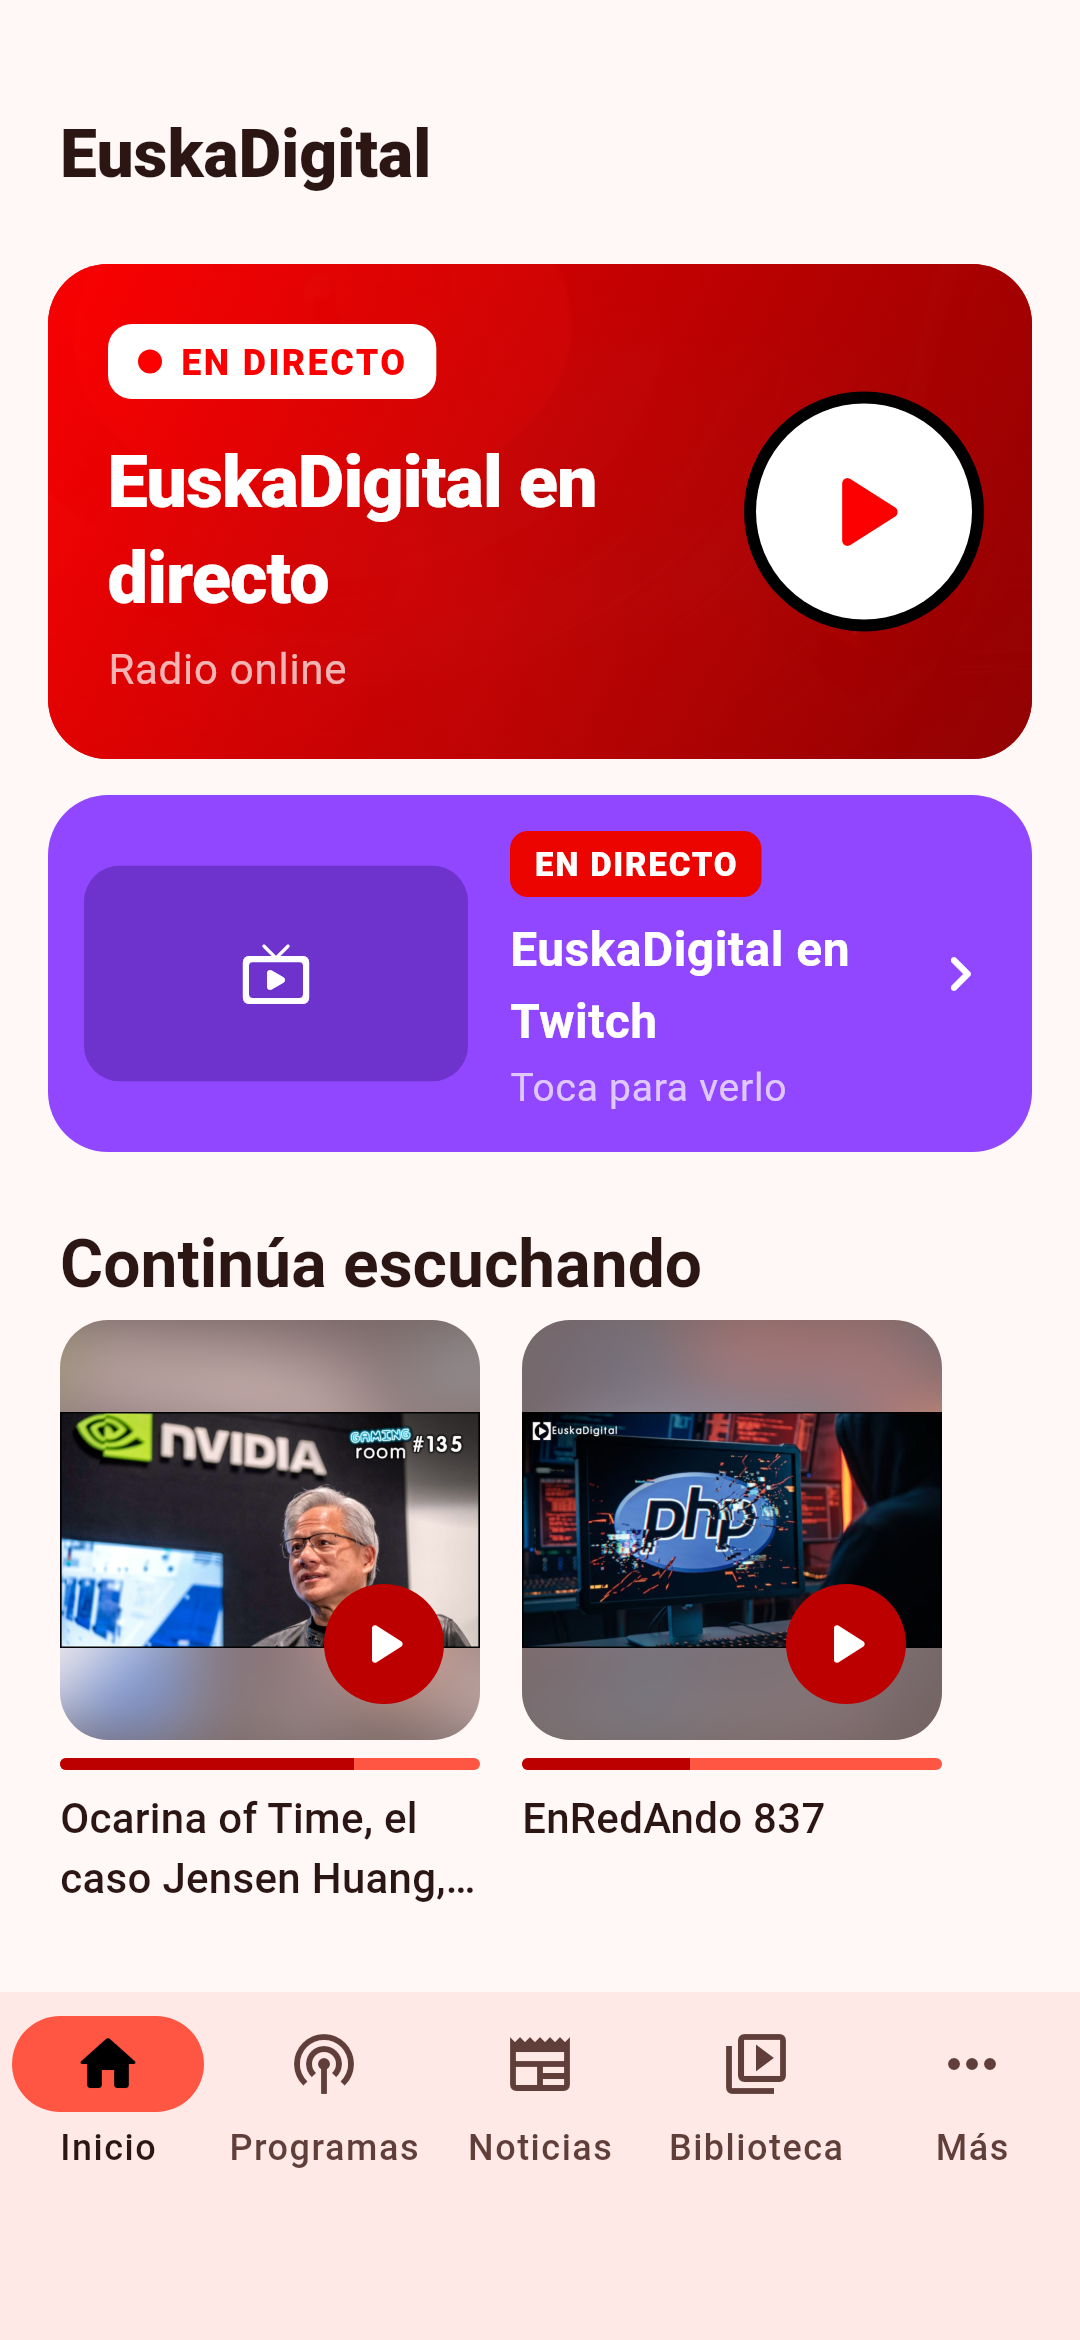 EuskaDigital
EN DIRECTO
EuskaDigital en
directo
Radio online
EN DIRECTO
EuskaDigital en
Twitch
Toca para verlo
Continúa escuchando
NVIDIA
GAMING
room #135
EuskaDigital
php
Ocarina of Time, el
caso Jensen Huang,...
EnRedAndo 837
Inicio
Programas
Noticias
Biblioteca
Más